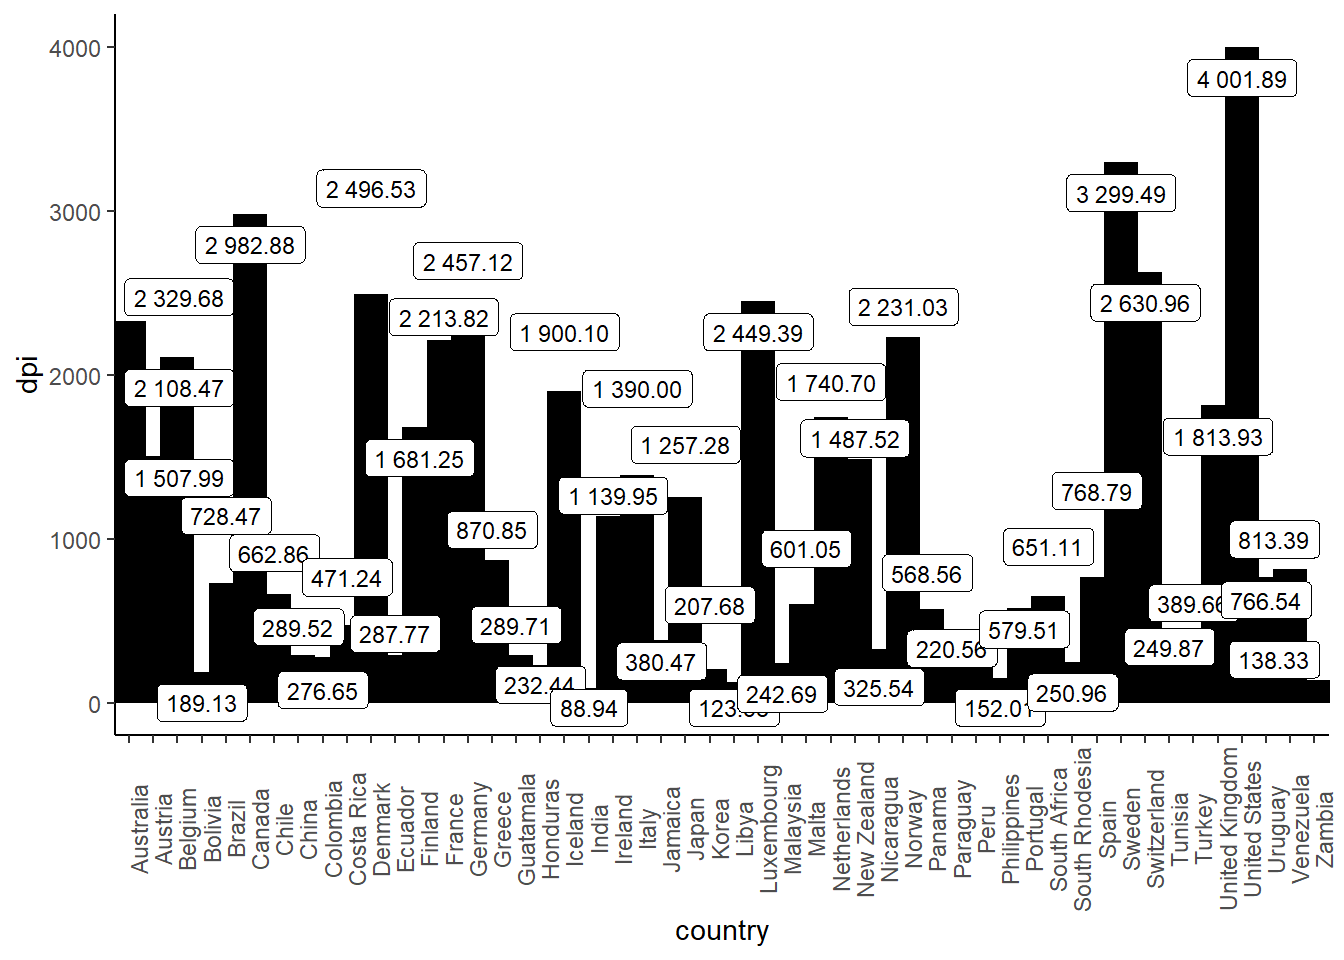 4 001.89
2 496.53
3 299.49
2 982.88
2 457.12
2 329.68
2 630.96
2 231.03
2 213.82
1 900.10
2 449.39
1 740.70
2 108.47
1 390.00
1 257.28
1 487.52
1 813.93
1 681.25
1 507.99
1 139.95
768.79
728.47
870.85
601.05
651.11
813.39
662.86
471.24
568.56
207.68
389.66
766.54
289.52
287.77
289.71
579.51
220.56
249.87
380.47
138.33
276.65
232.44
242.69
325.54
250.96
189.13
88.94
152.01
4000
3000
2000
1000
0
dpi
Australia
Austria
Belgium
Bolivia
Brazil
Canada
Chile
China
Colombia
Costa Rica
Denmark
Ecuador
Finland
France
Germany
Greece
Guatamala
Honduras
Iceland
India
Ireland
Italy
Jamaica
Japan
Korea
Libya
Luxembourg
Malaysia
Malta
Netherlands
New Zealand
Nicaragua
Norway
Panama
Paraguay
Peru
Philippines
Portugal
South Africa
South Rhodesia
Spain
Sweden
Switzerland
Tunisia
Turkey
United Kingdom
United States
Uruguay
Venezuela
Zambia
country